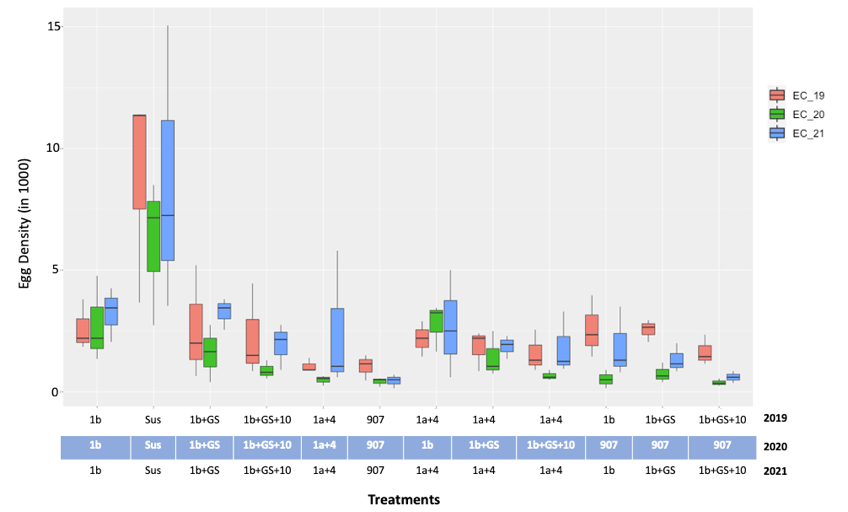 15
10
5
0
Egg Density (in 1000)
EC_19
EC_20
EC_21
1b Sus 1b+GS 1b+GS+10 1a+4 907 1a+4 1a+4 1a+4 1b 1b+GS 1b+GS+10 2019
1b Sus 1b+GS 1b+GS+10 1a+4 907 1b 1b+GS 1b+GS+10 907 907 907 2020
1b Sus 1b+GS 1b+GS+10 1a+4 907 1a+4 1a+4 1a+4 1b 1b+GS 1b+GS+10 2021
Treatments